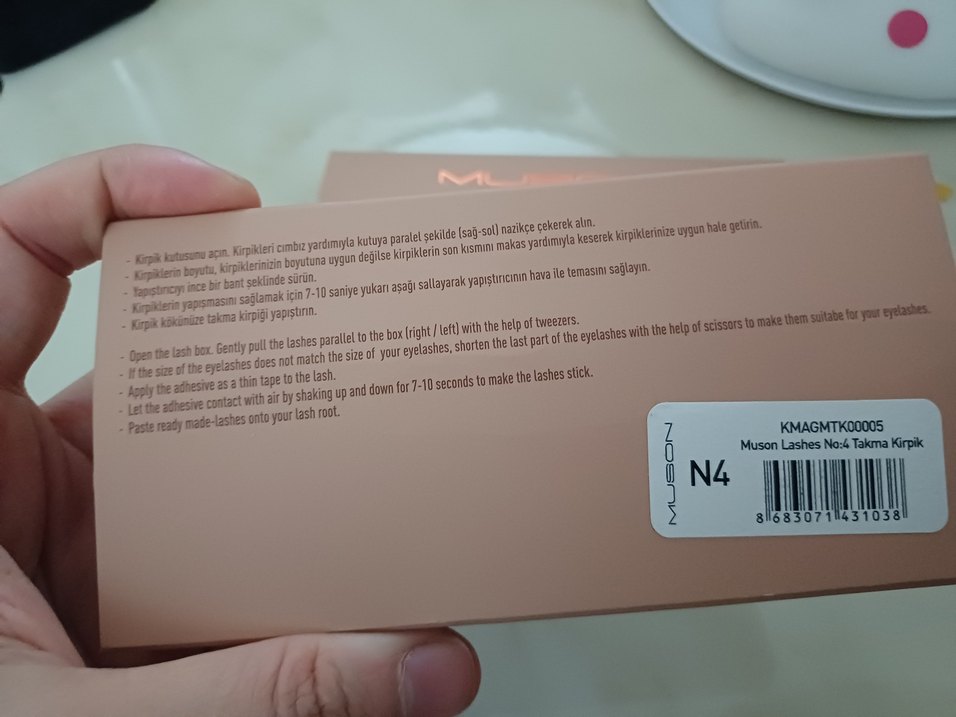 MUSON
- Kirpik kutusunu açın. Kirpikleri cımbız yardımıyla kutuya paralel şekilde (sağ-sol) nazikçe çekerek alın.
- Kirpiklerin boyutu, kirpiklerinizin boyutuna uygun değilse kirpiklerin son kısmını makas yardımıyla keserek kirpiklerinize uygun hale getirin.
- Yapıştırıcıyı ince bir bant şeklinde sürün.
- Kirpiklerin yapışmasını sağlamak için 7-10 saniye yukarı aşağı sallayarak yapıştırıcının hava ile temasını sağlayın.
- Kirpik kökünüze takma kirpiği yapıştırın.
- Open the lash box. Gently pull the lashes parallel to the box (right / left) with the help of tweezers.
- If the size of the eyelashes does not match the size of your eyelashes, shorten the last part of the eyelashes with the help of scissors to make them suitabe for your eyelashes.
- Apply the adhesive as a thin tape to the lash.
- Let the adhesive contact with air by shaking up and down for 7-10 seconds to make the lashes stick.
- Paste ready made-lashes onto your lash root.
MUSON
N4
KMAGMTK00005
Muson Lashes No:4 Takma Kirpik
8 683071 431038